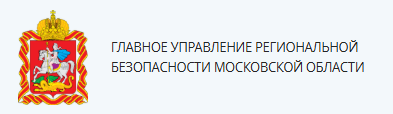 ГЛАВНОЕ УПРАВЛЕНИЕ РЕГИОНАЛЬНОЙ
БЕЗОПАСНОСТИ МОСКОВСКОЙ ОБЛАСТИ